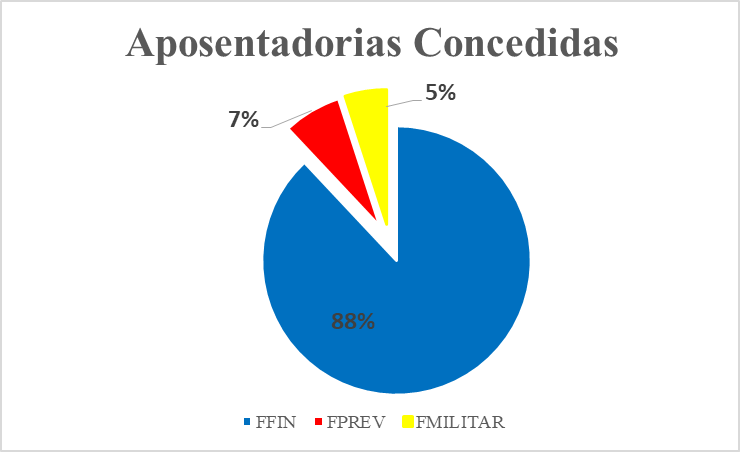 Aposentadorias Concedidas
5%
7%
88%
FFIN FPREV FMILITAR